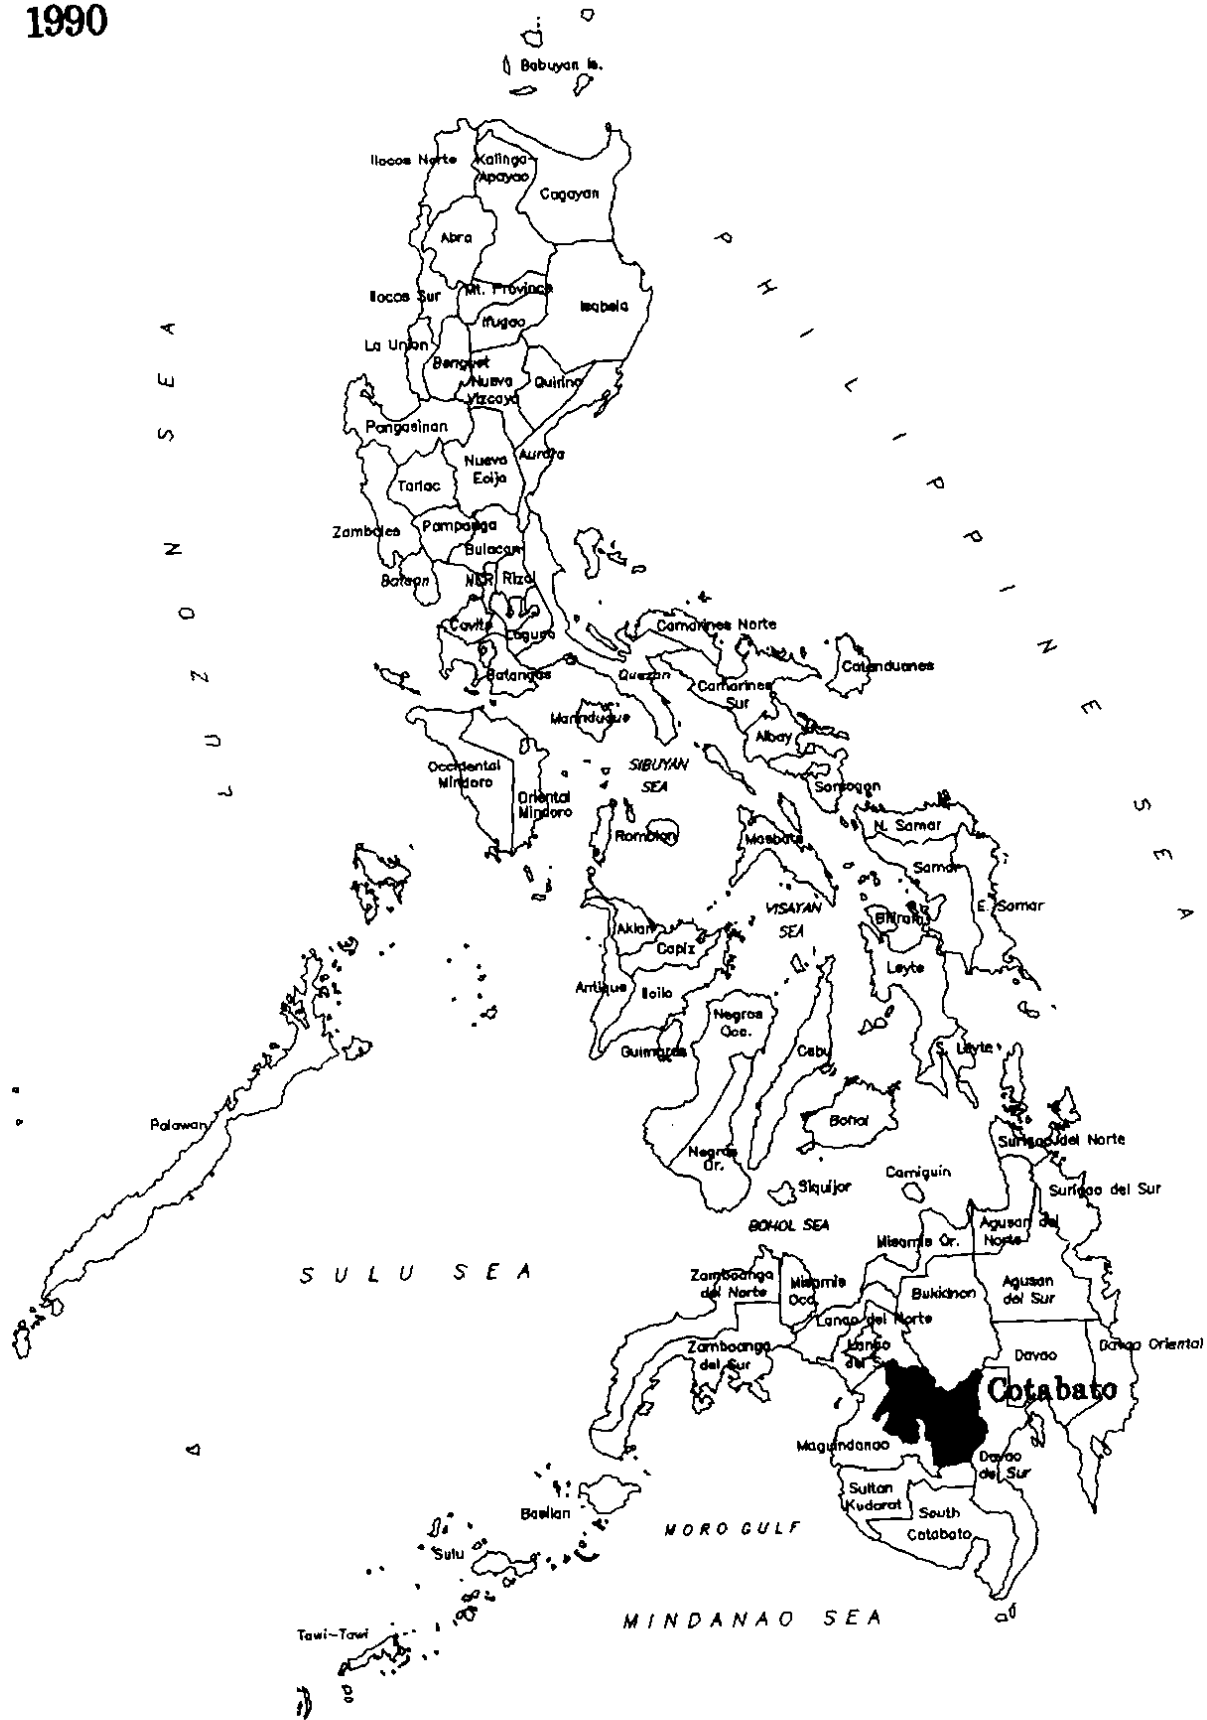 1990
Babuyan Is.
Ilocos Norte
Kalinga-
Apayao
Cagayan
Abra
Ilocos Sur
Mt. Province
Isabela
Ifugao
La Union
Benguet
Nueva
Vizcaya
Quirino
Pangasinan
Aurora
Nueva
Ecija
Tarlac
Zambales
Pampanga
Bulacan
Bataan
NCR
Rizal
Cavite
Laguna
Batangas
Quezon
Camarines Norte
Catanduanes
Camarines
Sur
Marinduque
Albay
SIBUYAN
SEA
Occidental
Mindoro
Oriental
Mindoro
Sorsogon
Romblon
Masbate
N. Samar
Samar
E. Samar
VISAYAN
SEA
Biliran
Aklan
Capiz
Antique
Iloilo
Leyte
Negros
Occ.
Guimaras
Cebu
S. Leyte
Palawan
Bohol
Surigao del Norte
Negros
Or.
Siquijor
Camiguin
Surigao del Sur
BOHOL SEA
Agusan del
Norte
Misamis Or.
SULU SEA
Zamboanga
del Norte
Misamis
Occ.
Bukidnon
Agusan
del Sur
Lanao del Norte
Lanao
del Sur
Zamboanga
del Sur
Davao
Davao Oriental
Cotabato
Maguindanao
Davao
del Sur
Sultan
Kudarat
South
Cotabato
Basilan
MORO GULF
Sulu
MINDANAO SEA
Tawi-Tawi
LUZON SEA
PHILIPPINE SEA